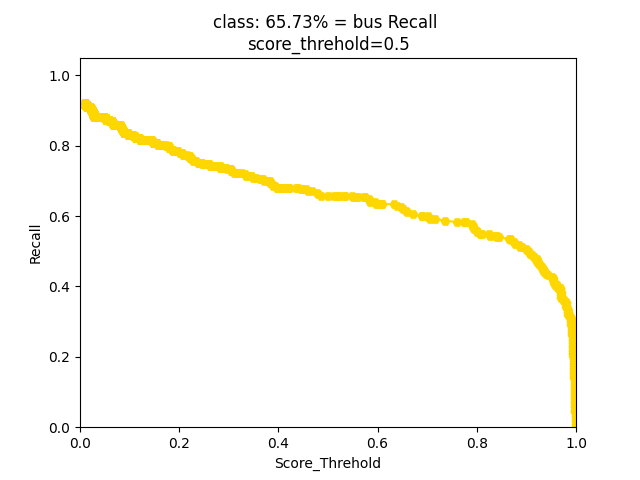 class: 65.73% = bus Recall
score_threhold=0.5
Recall
1.0
0.8
0.6
0.4
0.2
0.0
0.0 0.2 0.4 0.6 0.8 1.0
Score_Threhold